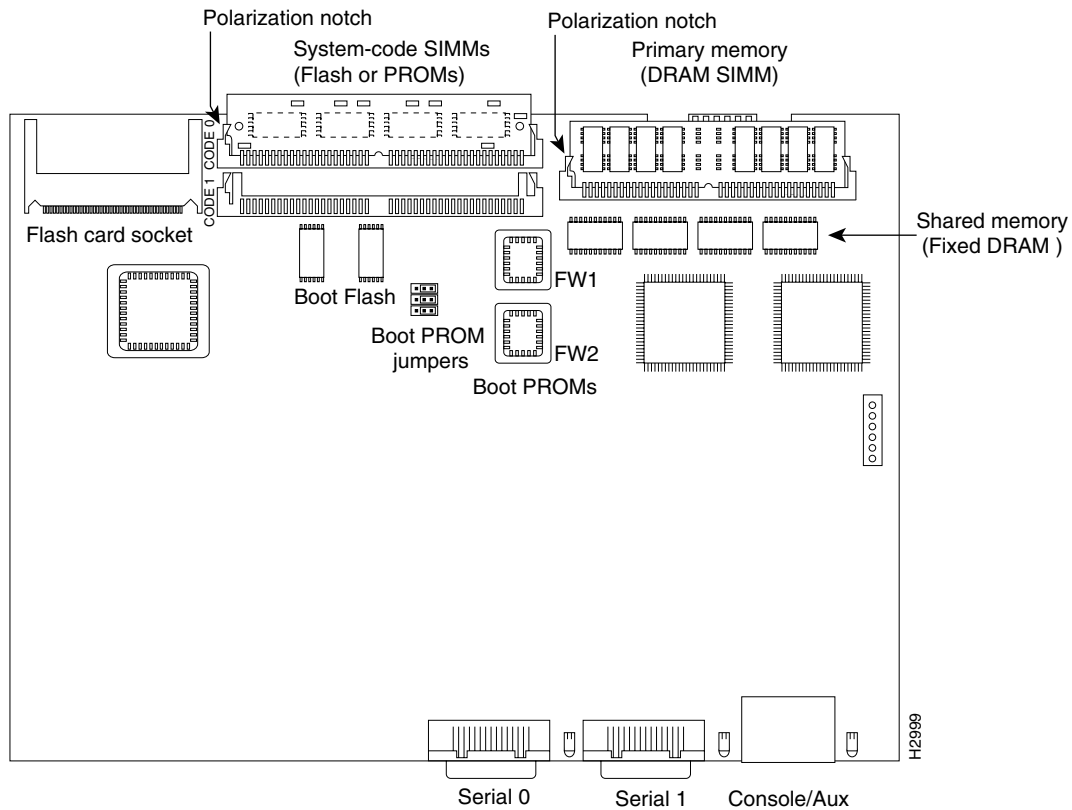 Polarization notch
System-code SIMMs
(Flash or PROMs)
Polarization notch
Primary memory
(DRAM SIMM)
CODE 0
CODE 1
Flash card socket
Shared memory
(Fixed DRAM )
Boot Flash
FW1
Boot PROM
jumpers
FW2
Boot PROMs
H2999
Serial 0
Serial 1
Console/Aux